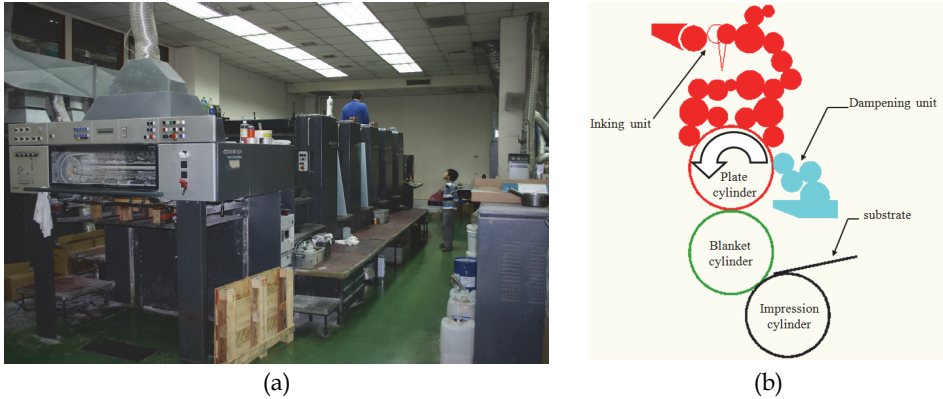 Inking unit
Dampening unit
Plate
cylinder
substrate
Blanket
cylinder
Impression
cylinder
(a)
(b)